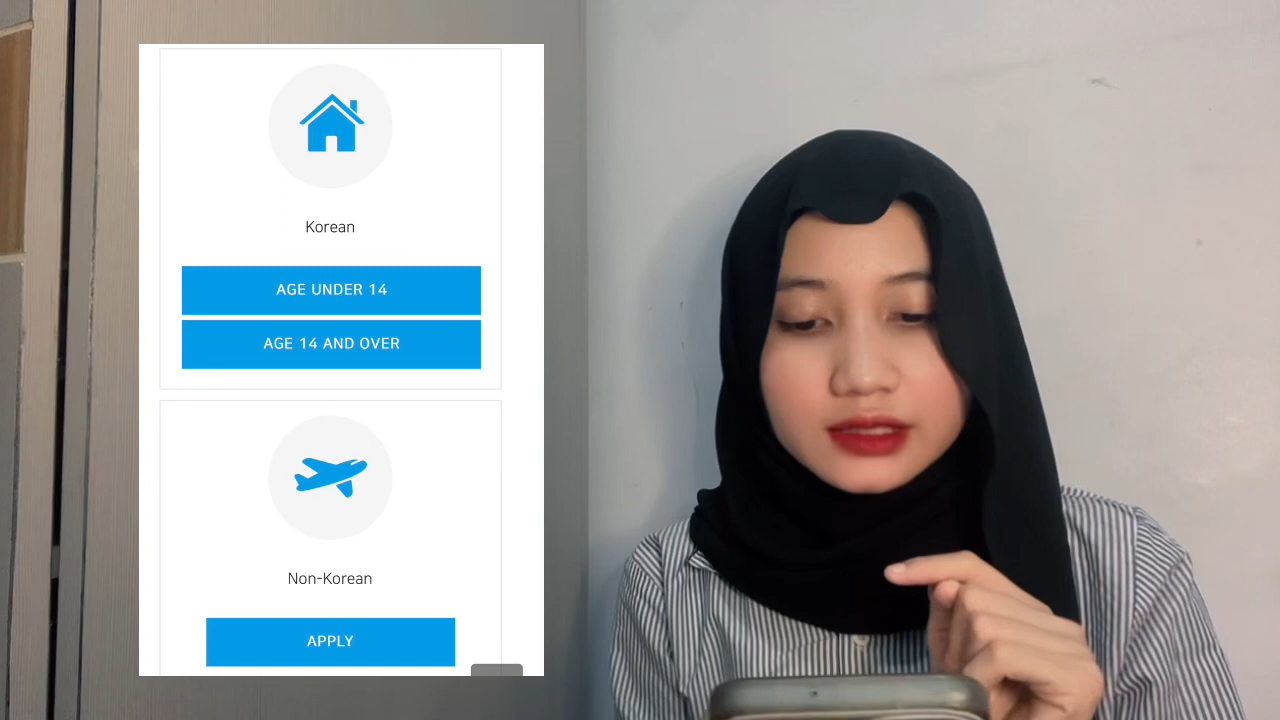 Korean
AGE UNDER 14
AGE 14 AND OVER
Non-Korean
APPLY